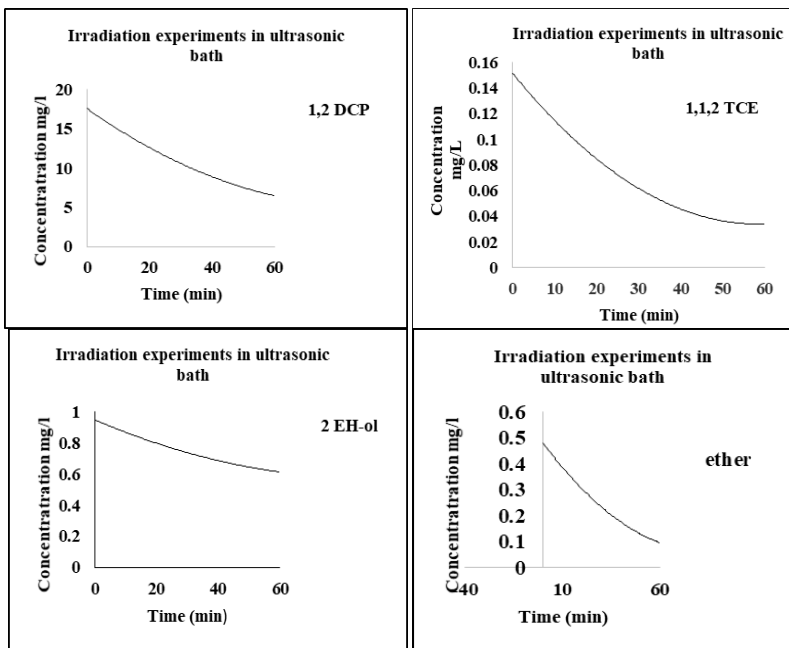 Irradiation experiments in ultrasonic
bath
1,2 DCP
Concentratration mg/l
20
15
10
5
0
0 20 40 60
Time (min)
Irradiation experiments in ultrasonic
bath
1,1,2 TCE
Concentration
mg/L
0.16
0.14
0.12
0.1
0.08
0.06
0.04
0.02
0
0 10 20 30 40 50 60
Time (min)
Irradiation experiments in ultrasonic
bath
2 EH-ol
Concentratration mg/l
1
0.8
0.6
0.4
0.2
0
0 20 40 60
Time (min)
Irradiation experiments in
ultrasonic bath
ether
Concentratration mg/l
0.6
0.5
0.4
0.3
0.2
0.1
0
-40 10 60
Time (min)